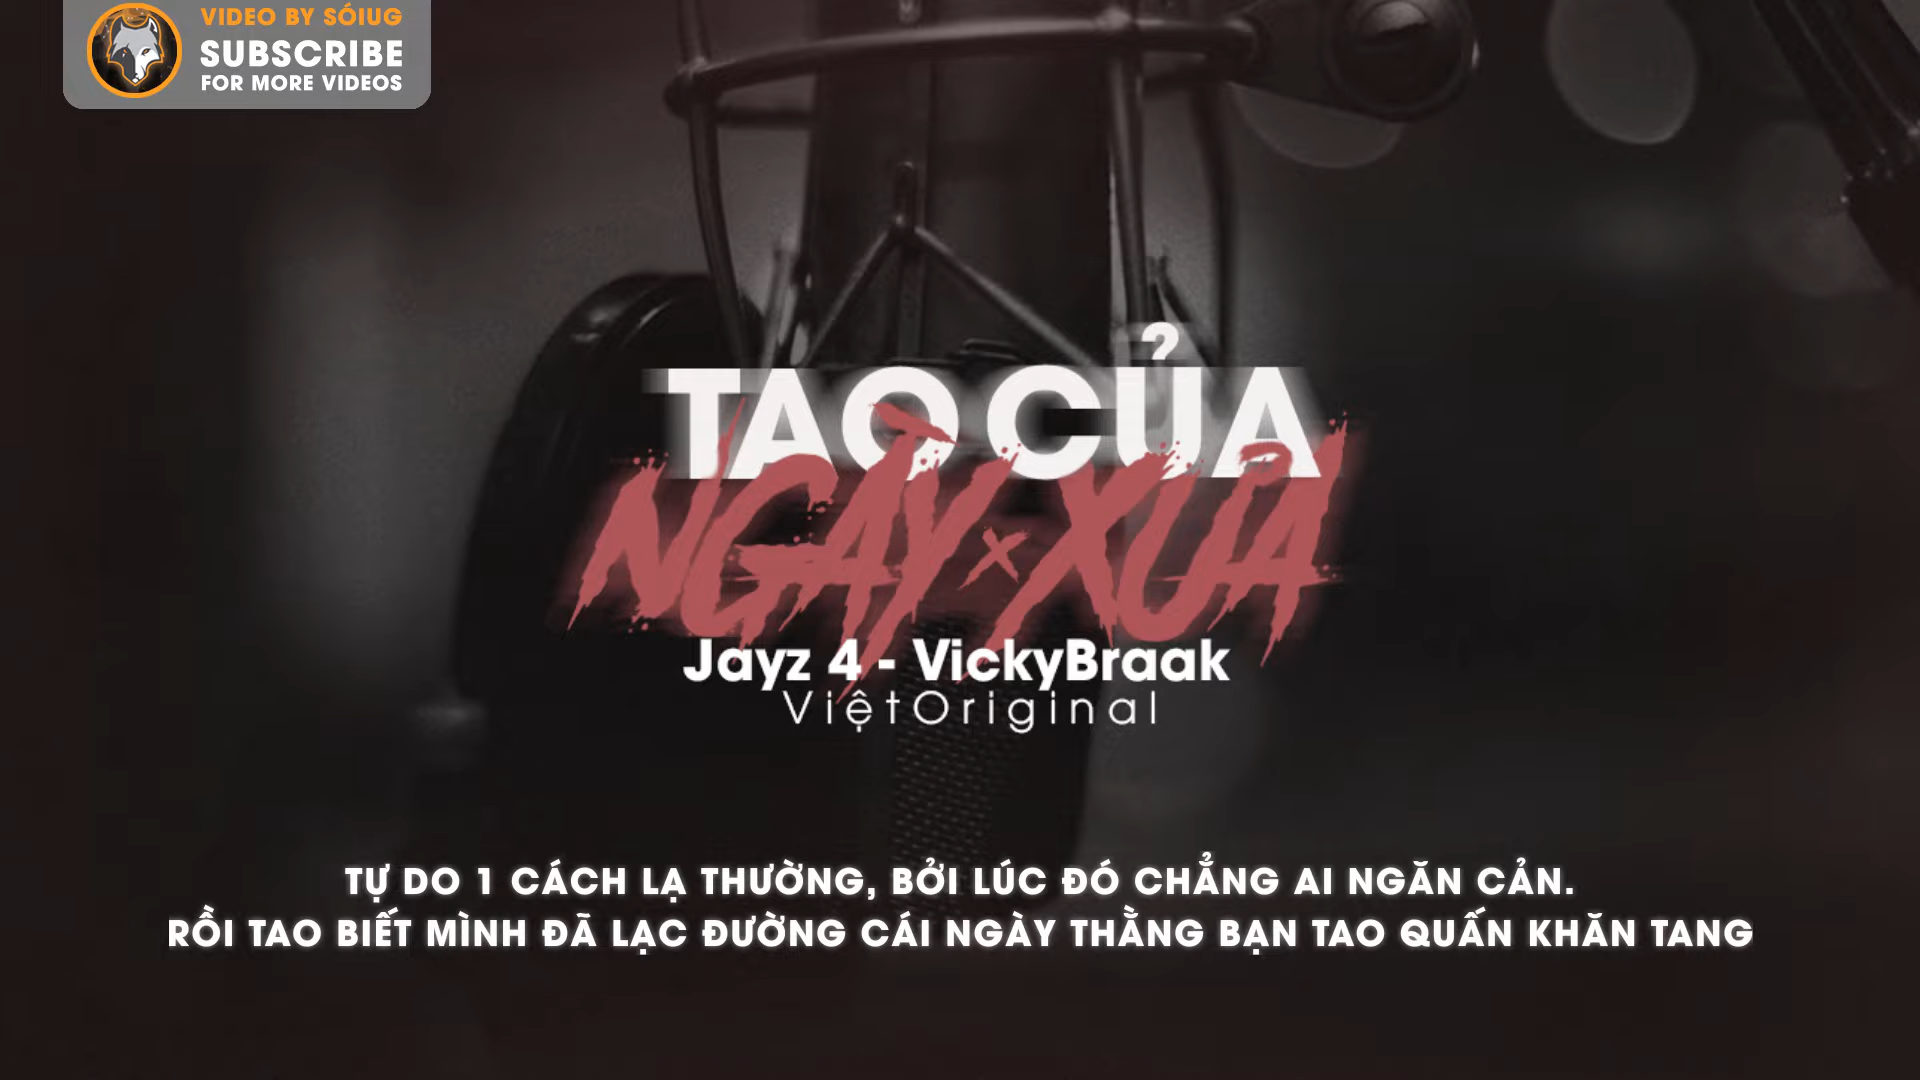 VIDEO BY SÓIUG
SUBSCRIBE
FOR MORE VIDEOS
TAO CỦA
NGÀY XƯA
Jayz 4 - VickyBraak
ViệtOriginal
TỰ DO 1 CÁCH LẠ THƯỜNG, BỞI LÚC ĐÓ CHẲNG AI NGĂN CẢN.
RỒI TAO BIẾT MÌNH ĐÃ LẠC ĐƯỜNG CÁI NGÀY THẰNG BẠN TAO QUẤN KHĂN TANG